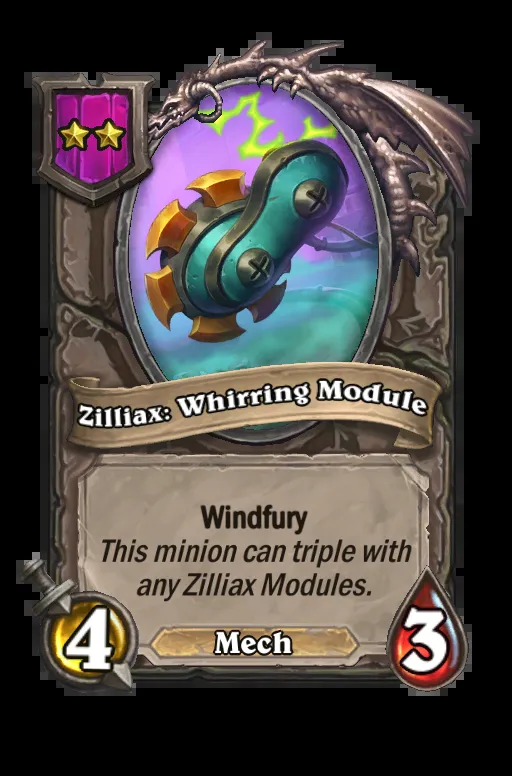 Zilliax: Whirring Module
Windfury
This minion can triple with
any Zilliax Modules.
4
Mech
3